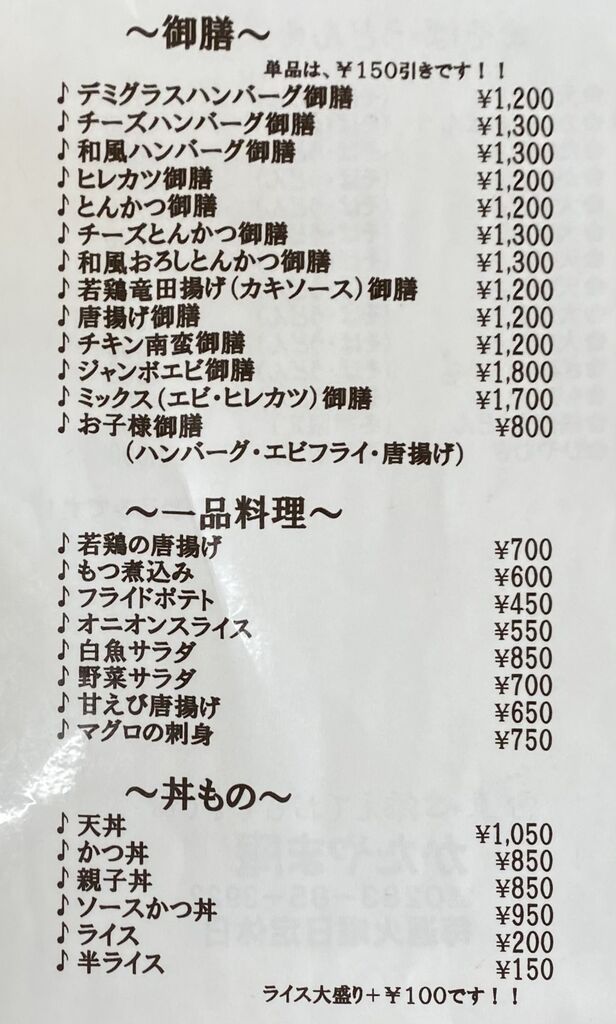 ～御膳～
単品は、￥150引きです！！
♪デミグラスハンバーグ御膳 ¥1,200
♪チーズハンバーグ御膳 ¥1,300
♪和風ハンバーグ御膳 ¥1,300
♪ヒレカツ御膳 ¥1,200
♪とんかつ御膳 ¥1,200
♪チーズとんかつ御膳 ¥1,300
♪和風おろしとんかつ御膳 ¥1,300
♪若鶏竜田揚げ(カキソース)御膳 ¥1,200
♪唐揚げ御膳 ¥1,200
♪チキン南蛮御膳 ¥1,200
♪ジャンボエビ御膳 ¥1,800
♪ミックス(エビ・ヒレカツ)御膳 ¥1,700
♪お子様御膳 ¥800
(ハンバーグ・エビフライ・唐揚げ)
～一品料理～
♪若鶏の唐揚げ ¥700
♪もつ煮込み ¥600
♪フライドポテト ¥450
♪オニオンスライス ¥550
♪白魚サラダ ¥850
♪野菜サラダ ¥700
♪甘えび唐揚げ ¥650
♪マグロの刺身 ¥750
～丼もの～
♪天丼 ¥1,050
♪かつ丼 ¥850
♪親子丼 ¥850
♪ソースかつ丼 ¥950
♪ライス ¥200
♪半ライス ¥150
ライス大盛り＋￥100です！！